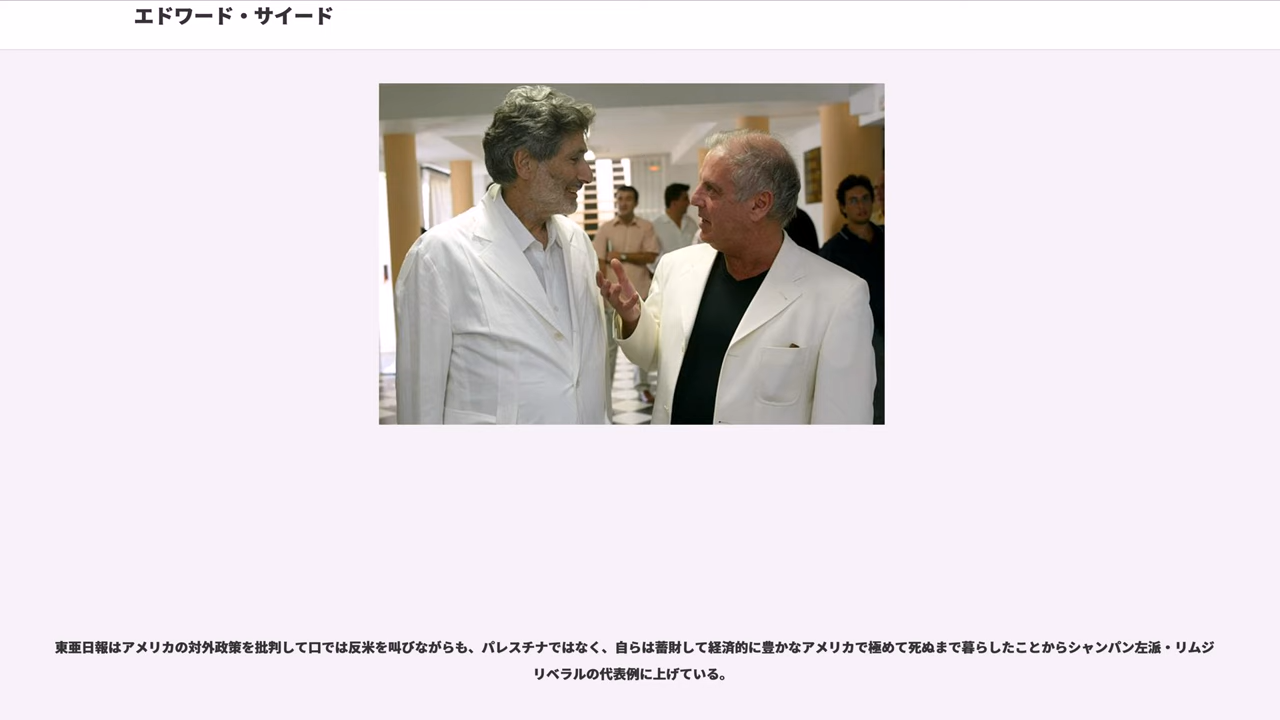 エドワード・サイード
東亜日報はアメリカの対外政策を批判して口では反米を叫びながらも、パレスチナではなく、自らは蓄財して経済的に豊かなアメリカで極めて死ぬまで暮らしたことからシャンパン左派・リムジ
リベラルの代表例に上げている。